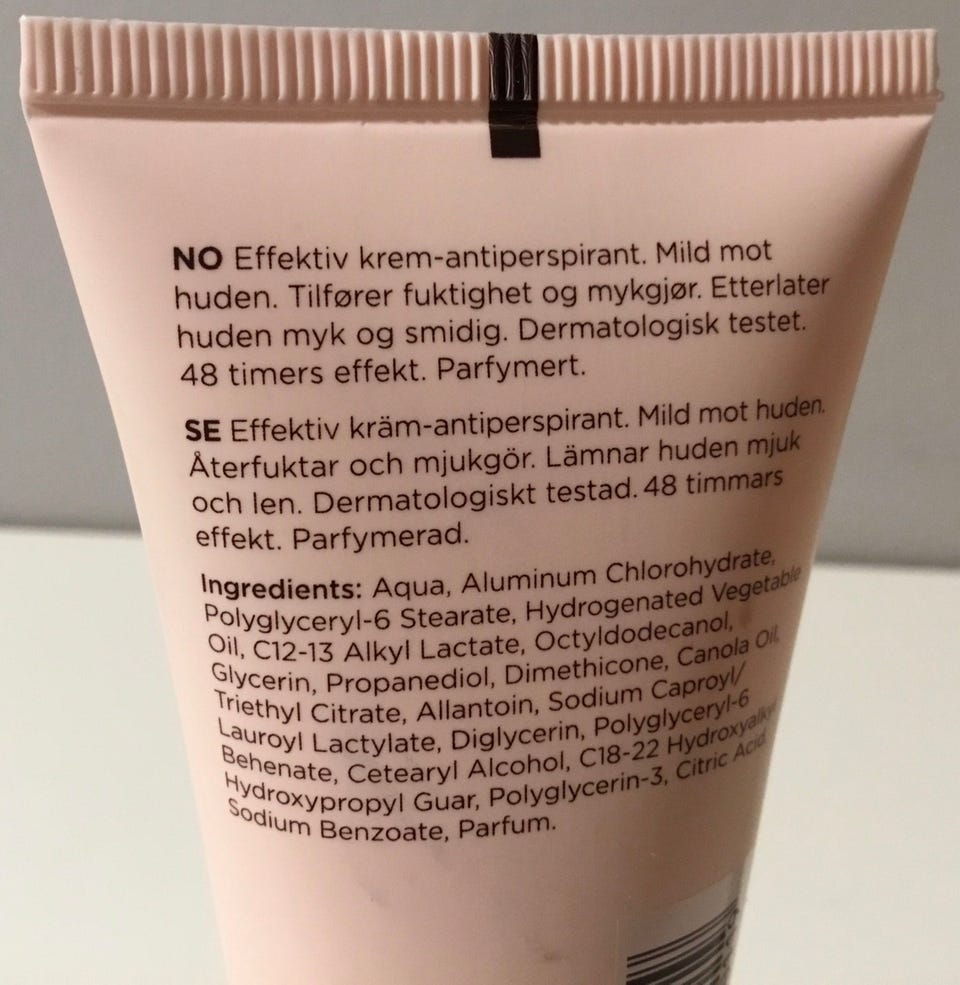 NO Effektiv krem-antiperspirant. Mild mot
huden. Tilfører fuktighet og mykgjør. Etterlater
huden myk og smidig. Dermatologisk testet.
48 timers effekt. Parfymert.
SE Effektiv kräm-antiperspirant. Mild mot huden.
Återfuktar och mjukgör. Lämnar huden mjuk
och len. Dermatologiskt testad. 48 timmars
effekt. Parfymerad.
Ingredients: Aqua, Aluminum Chlorohydrate,
Polyglyceryl-6 Stearate, Hydrogenated Vegetable
Oil, C12-13 Alkyl Lactate, Octyldodecanol,
Glycerin, Propanediol, Dimethicone, Canola Oil,
Triethyl Citrate, Allantoin, Sodium Caproyl/
Lauroyl Lactylate, Diglycerin, Polyglyceryl-6
Behenate, Cetearyl Alcohol, C18-22 Hydroxyalkyl
Hydroxypropyl Guar, Polyglycerin-3, Citric Acid,
Sodium Benzoate, Parfum.